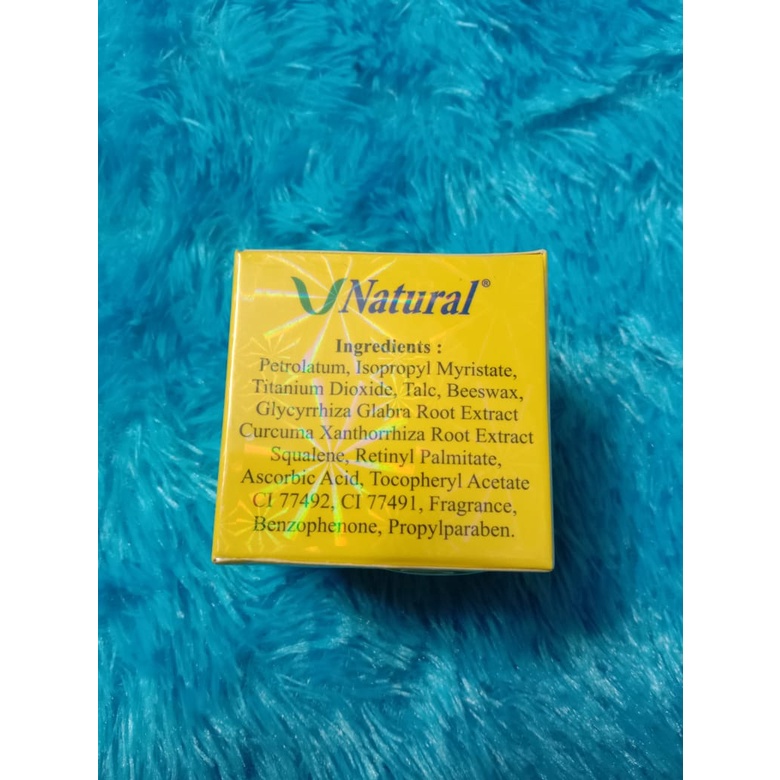 Natural®
Ingredients :
Petrolatum, Isopropyl Myristate,
Titanium Dioxide, Talc, Beeswax,
Glycyrrhiza Glabra Root Extract
Curcuma Xanthorrhiza Root Extract
Squalene, Retinyl Palmitate,
Ascorbic Acid, Tocopheryl Acetate
CI 77492, CI 77491, Fragrance,
Benzophenone, Propylparaben.